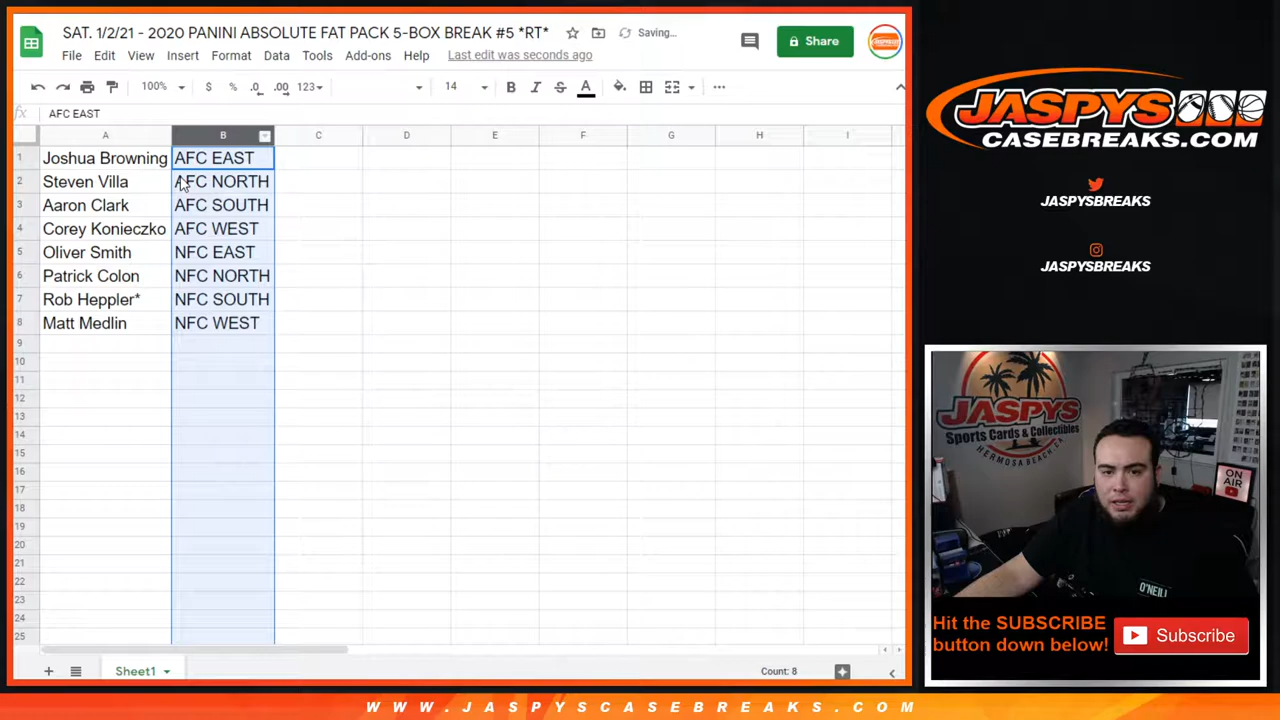 SAT. 1/2/21 - 2020 PANINI ABSOLUTE FAT PACK 5-BOX BREAK #5 *RT*
Saving...
Share
File Edit View Insert Format Data Tools Add-ons Help Last edit was seconds ago
100% $ % .0 .00 123 14 B I S A
fx AFC EAST
A B C D E F G H I
1 Joshua Browning AFC EAST
2 Steven Villa AFC NORTH
3 Aaron Clark AFC SOUTH
4 Corey Konieczko AFC WEST
5 Oliver Smith NFC EAST
6 Patrick Colon NFC NORTH
7 Rob Heppler* NFC SOUTH
8 Matt Medlin NFC WEST
9
10
11
12
13
14
15
16
17
18
19
20
21
22
23
24
25
Sheet1
Count: 8
JASPYS
CASEBREAKS.COM
JASPYSBREAKS
JASPYSBREAKS
JASPYS
Sports Cards & Collectibles
HERMOSA BEACH, CA
ON AIR
O'NEILL
Hit the SUBSCRIBE
button down below!
Subscribe
WWW.JASPYSCASEBREAKS.COM